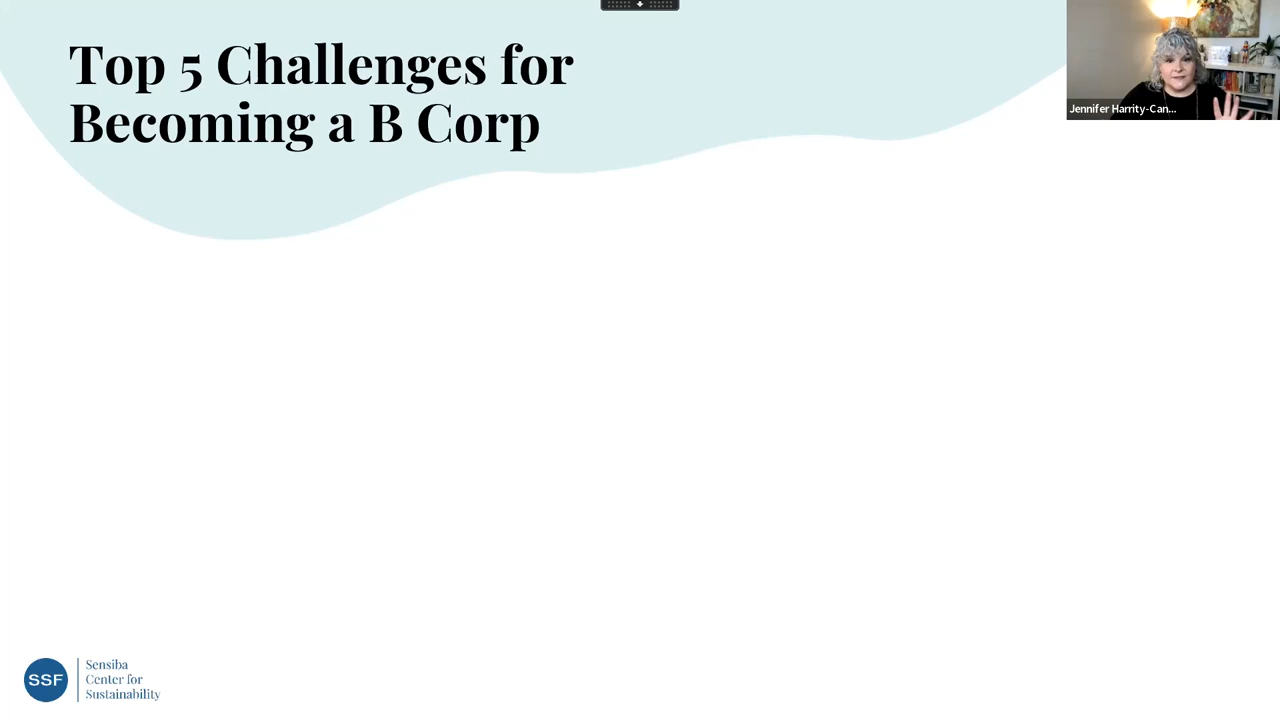 Top 5 Challenges for
Becoming a B Corp
Jennifer Harrity-Can...
SSF
Sensiba
Center for
Sustainability